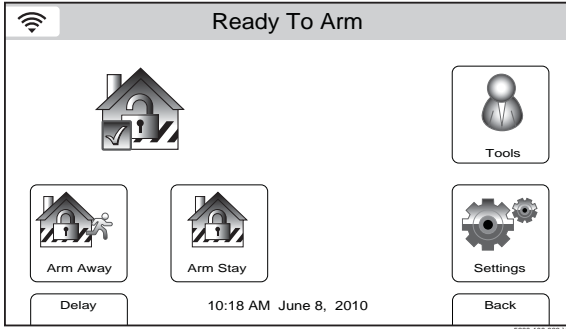 Ready To Arm
Tools
Arm Away
Arm Stay
Settings
Delay
10:18 AM June 8, 2010
Back